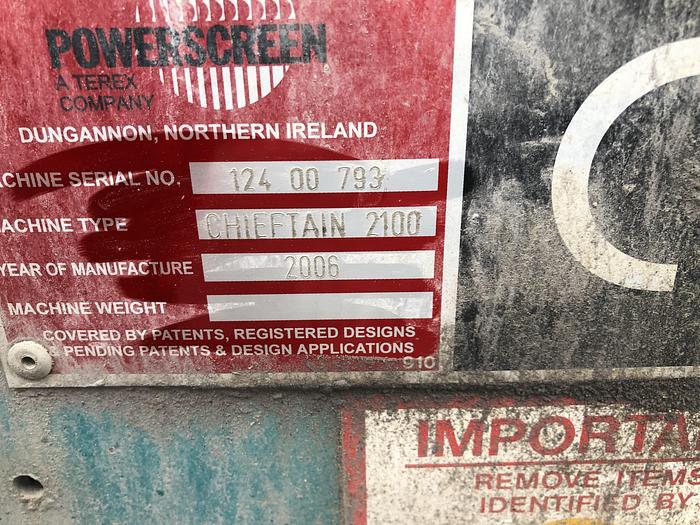 POWERSCREEN
A TEREX
COMPANY
DUNGANNON, NORTHERN IRELAND
ACHINE SERIAL NO. 124 00 793
ACHINE TYPE CHIEFTAIN 2100
YEAR OF MANUFACTURE 2006
MACHINE WEIGHT
COVERED BY PATENTS, REGISTERED DESIGNS
& PENDING PATENTS & DESIGN APPLICATIONS
910
IMPORTA
REMOVE ITEMS
IDENTIFIED BY